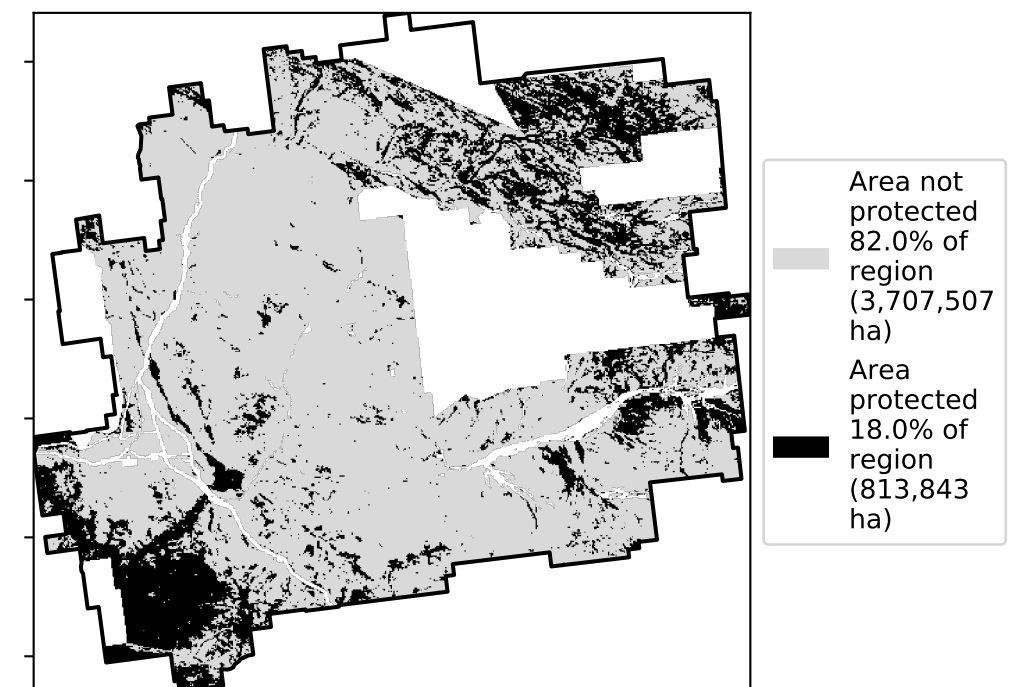 Area not
protected
82.0% of
region
(3,707,507
ha)
Area
protected
18.0% of
region
(813,843
ha)